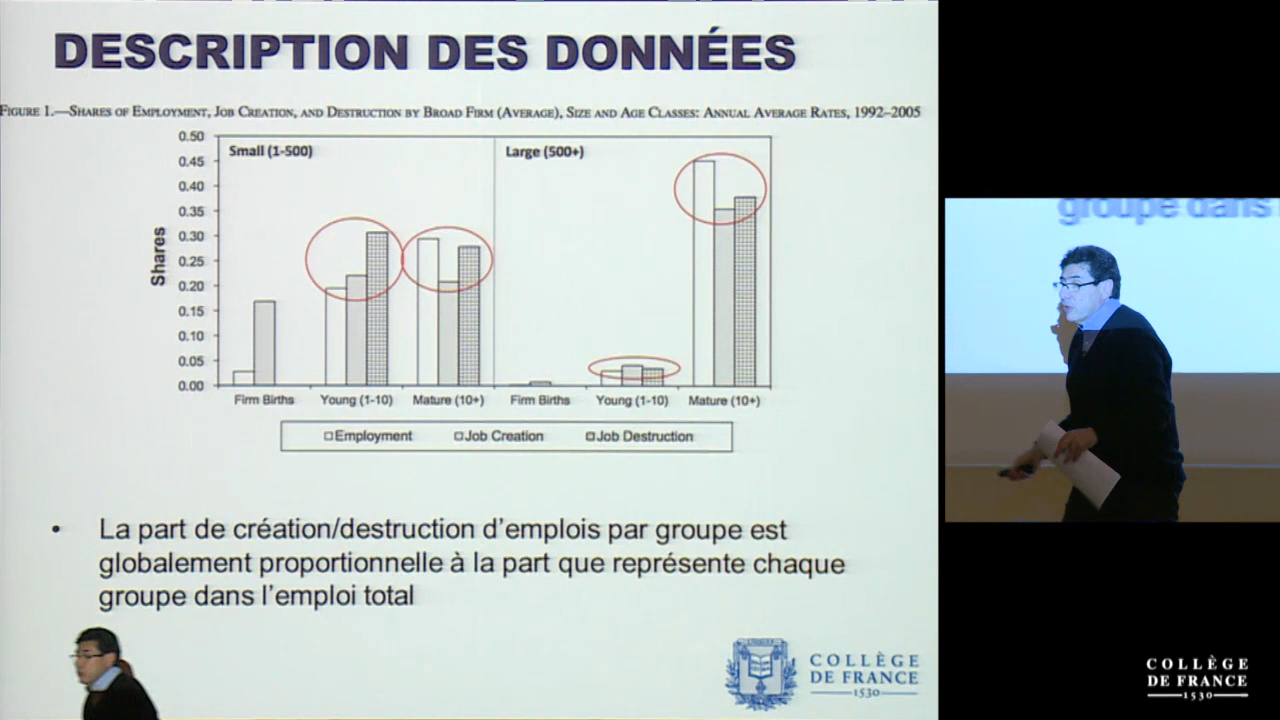 DESCRIPTION DES DONNÉES
FIGURE 1.—SHARES OF EMPLOYMENT, JOB CREATION, AND DESTRUCTION BY BROAD FIRM (AVERAGE), SIZE AND AGE CLASSES: ANNUAL AVERAGE RATES, 1992–2005
Small (1-500)
Large (500+)
0.50
0.45
0.40
0.35
0.30
0.25
0.20
0.15
0.10
0.05
0.00
Shares
Firm Births Young (1-10) Mature (10+) Firm Births Young (1-10) Mature (10+)
Employment Job Creation Job Destruction
• La part de création/destruction d’emplois par groupe est
globalement proportionnelle à la part que représente chaque
groupe dans l’emploi total
COLLÈGE
DE FRANCE
1530
groupe dans
COLLÈGE
DE FRANCE
1530